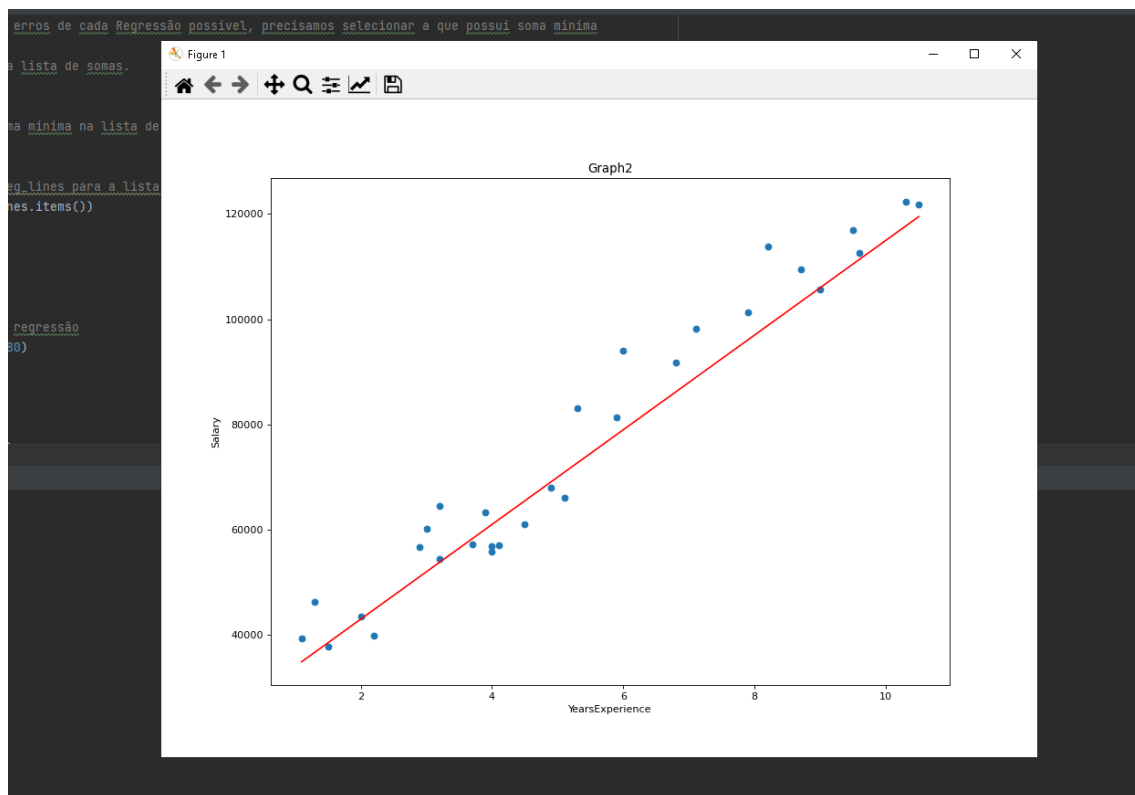 erros de cada Regressão possível, precisamos selecionar a que possuí soma miníma
Figure 1
a lista de somas.
ma mínima na lista de
Graph2
eg_lines para a lista
nes.items())
120000
100000
regressão
80)
80000
Salary
60000
40000
2 4 6 8 10
YearsExperience